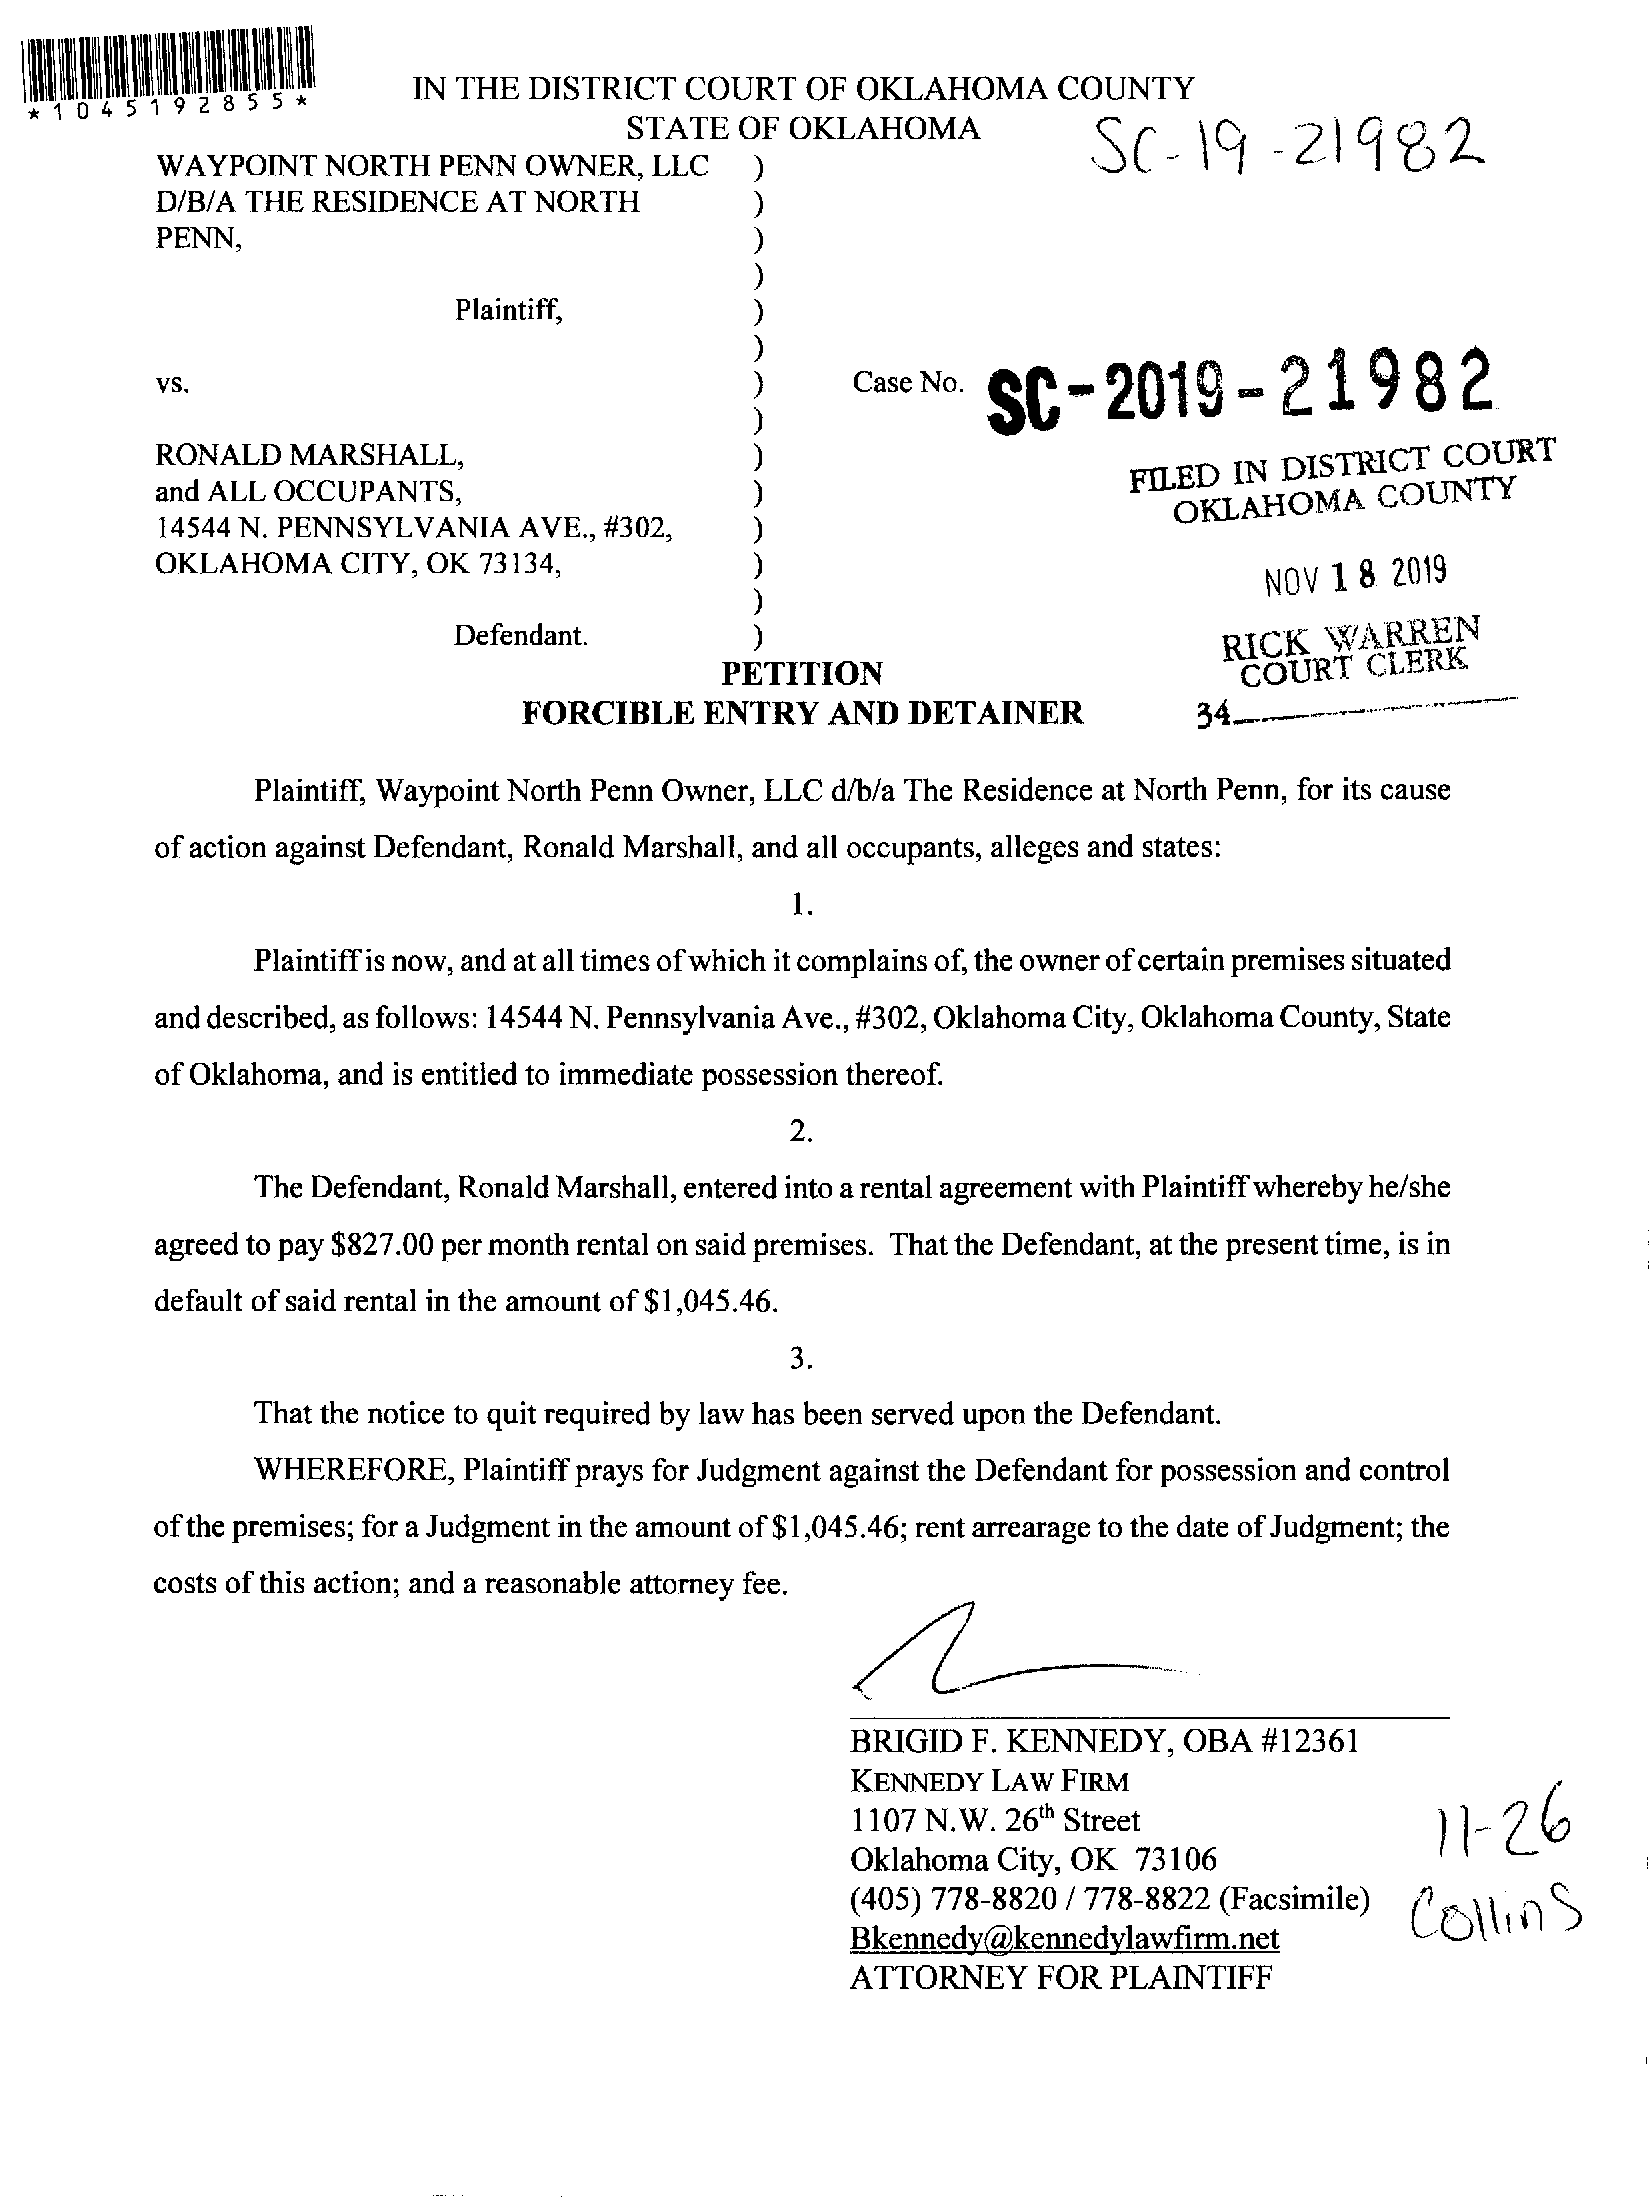 *1045192855*
IN THE DISTRICT COURT OF OKLAHOMA COUNTY
STATE OF OKLAHOMA
SC-19-21982
WAYPOINT NORTH PENN OWNER, LLC )
D/B/A THE RESIDENCE AT NORTH )
PENN, )
)
Plaintiff, )
)
vs. ) Case No. SC-2019-21982
)
RONALD MARSHALL, )
and ALL OCCUPANTS, )
14544 N. PENNSYLVANIA AVE., #302, )
OKLAHOMA CITY, OK 73134, )
)
Defendant. )
FILED IN DISTRICT COURT
OKLAHOMA COUNTY
NOV 18 2019
RICK WARREN
COURT CLERK
34
PETITION
FORCIBLE ENTRY AND DETAINER
Plaintiff, Waypoint North Penn Owner, LLC d/b/a The Residence at North Penn, for its cause
of action against Defendant, Ronald Marshall, and all occupants, alleges and states:
1.
Plaintiff is now, and at all times of which it complains of, the owner of certain premises situated
and described, as follows: 14544 N. Pennsylvania Ave., #302, Oklahoma City, Oklahoma County, State
of Oklahoma, and is entitled to immediate possession thereof.
2.
The Defendant, Ronald Marshall, entered into a rental agreement with Plaintiff whereby he/she
agreed to pay $827.00 per month rental on said premises. That the Defendant, at the present time, is in
default of said rental in the amount of $1,045.46.
3.
That the notice to quit required by law has been served upon the Defendant.
WHEREFORE, Plaintiff prays for Judgment against the Defendant for possession and control
of the premises; for a Judgment in the amount of $1,045.46; rent arrearage to the date of Judgment; the
costs of this action; and a reasonable attorney fee.
BRIGID F. KENNEDY, OBA #12361
KENNEDY LAW FIRM
1107 N.W. 26th Street
Oklahoma City, OK 73106
(405) 778-8820 / 778-8822 (Facsimile)
Bkennedy@kennedylawfirm.net
ATTORNEY FOR PLAINTIFF
11-26
Collins